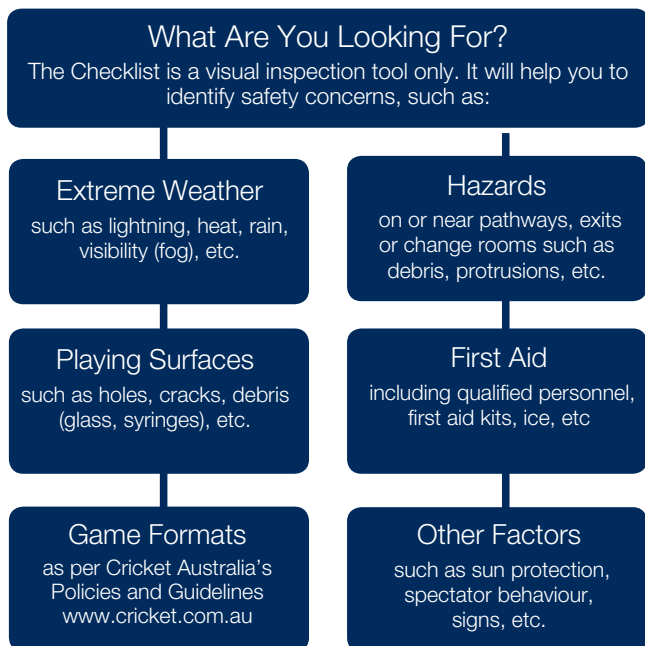 What Are You Looking For?
The Checklist is a visual inspection tool only. It will help you to
identify safety concerns, such as:
Extreme Weather
such as lightning, heat, rain,
visibility (fog), etc.
Hazards
on or near pathways, exits
or change rooms such as
debris, protrusions, etc.
Playing Surfaces
such as holes, cracks, debris
(glass, syringes), etc.
First Aid
including qualified personnel,
first aid kits, ice, etc
Game Formats
as per Cricket Australia's
Policies and Guidelines
www.cricket.com.au
Other Factors
such as sun protection,
spectator behaviour,
signs, etc.